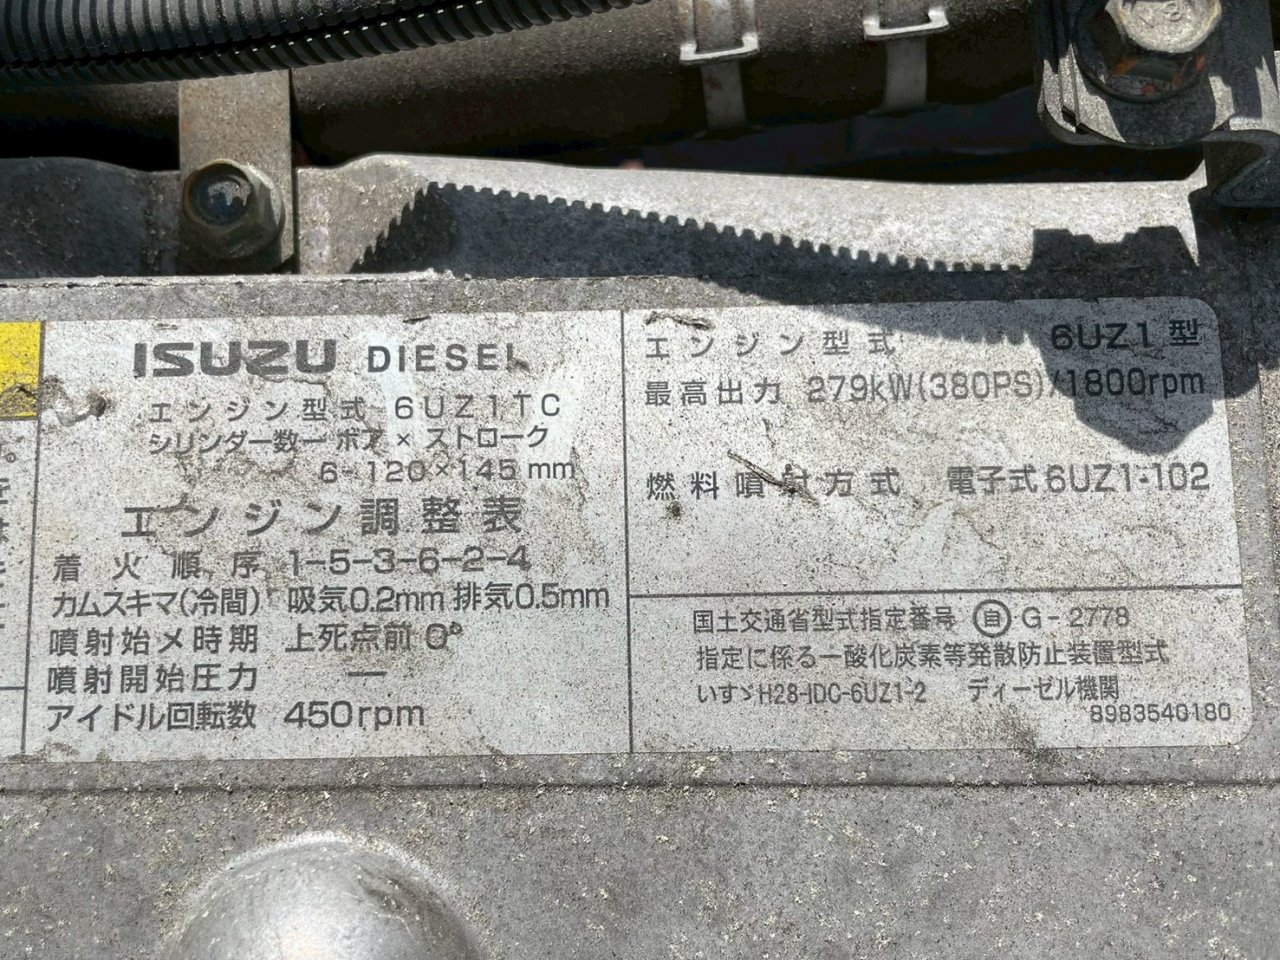 ISUZU DIESEL
エンジン型式 6UZ1TC
シリンダー数ー ボア × ストローク
6-120×145 mm
エンジン調整表
着火順序 1-5-3-6-2-4
カムスキマ(冷間) 吸気0.2mm 排気0.5mm
噴射始メ時期 上死点前 0°
噴射開始圧力 ―
アイドル回転数 450rpm
エンジン型式 6UZ1型
最高出力 279kW(380PS)/1800rpm
燃料噴射方式 電子式6UZ1-102
国土交通省型式指定番号 自 G-2778
指定に係る一酸化炭素等発散防止装置型式
いすゞH28-IDC-6UZ1-2 ディーゼル機関
8983540180